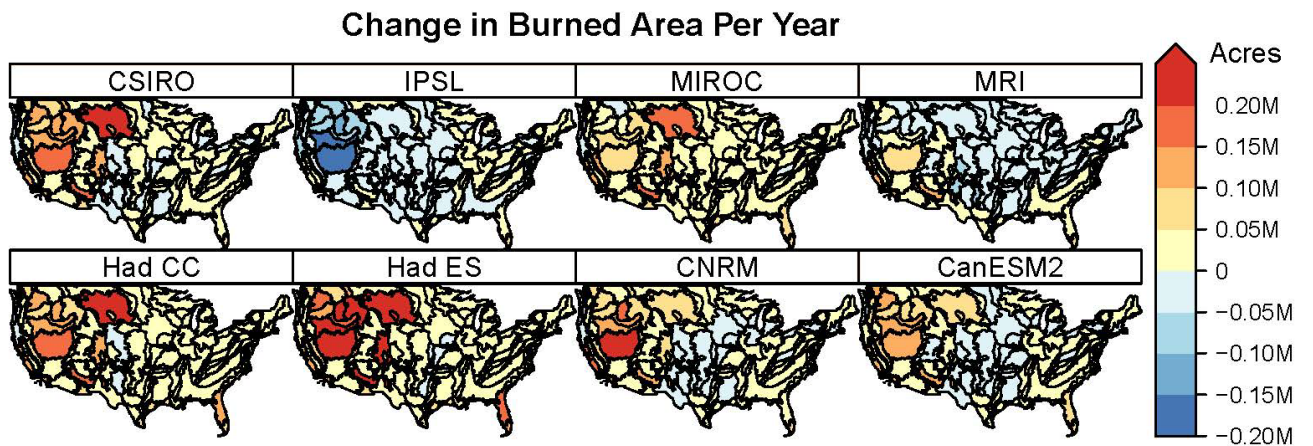 Change in Burned Area Per Year
CSIRO
IPSL
MIROC
MRI
Had CC
Had ES
CNRM
CanESM2
Acres
0.20M
0.15M
0.10M
0.05M
0
−0.05M
−0.10M
−0.15M
−0.20M